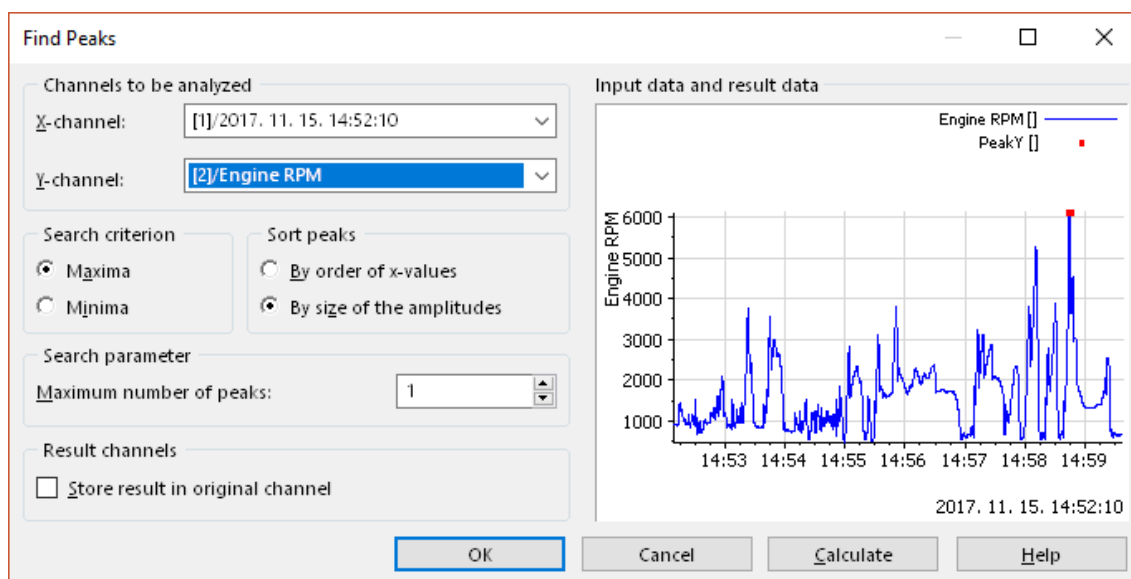 Find Peaks
Channels to be analyzed
X-channel:
[1]/2017. 11. 15. 14:52:10
Y-channel:
[2]/Engine RPM
Search criterion
Maxima
Minima
Sort peaks
By order of x-values
By size of the amplitudes
Search parameter
Maximum number of peaks:
1
Result channels
Store result in original channel
Input data and result data
Engine RPM []
PeakY []
Engine RPM
6000
5000
4000
3000
2000
1000
14:53 14:54 14:55 14:56 14:57 14:58 14:59
2017. 11. 15. 14:52:10
OK
Cancel
Calculate
Help